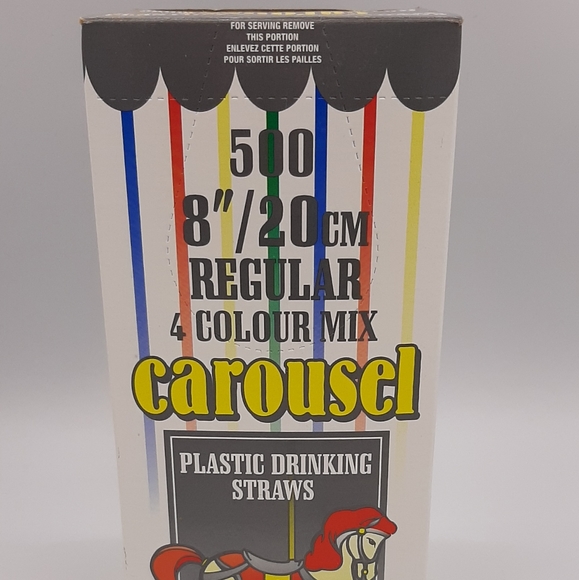 FOR SERVING REMOVE
THIS PORTION
ENLEVEZ CETTE PORTION
POUR SORTIR LES PAILLES
500
8"/20CM
REGULAR
4 COLOUR MIX
carousel
PLASTIC DRINKING
STRAWS